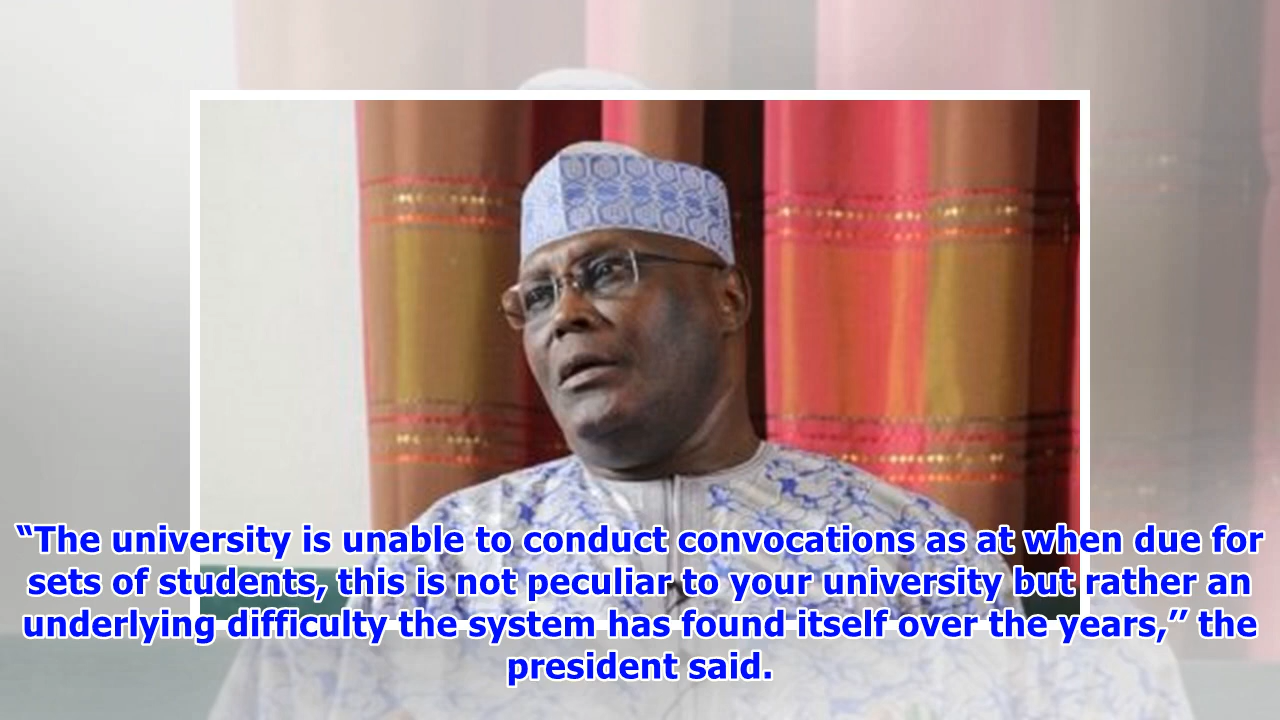 “The university is unable to conduct convocations as at when due for
sets of students, this is not peculiar to your university but rather an
underlying difficulty the system has found itself over the years,’’ the
president said.